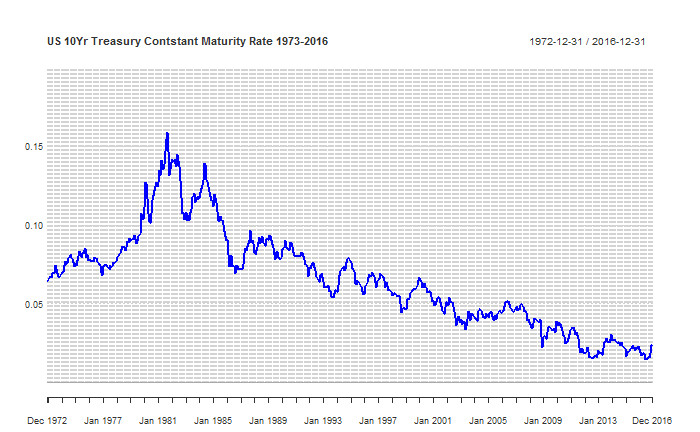 US 10Yr Treasury Contstant Maturity Rate 1973-2016
1972-12-31 / 2016-12-31
0.15
0.10
0.05
Dec 1972 Jan 1977 Jan 1981 Jan 1985 Jan 1989 Jan 1993 Jan 1997 Jan 2001 Jan 2005 Jan 2009 Jan 2013 Dec 2016